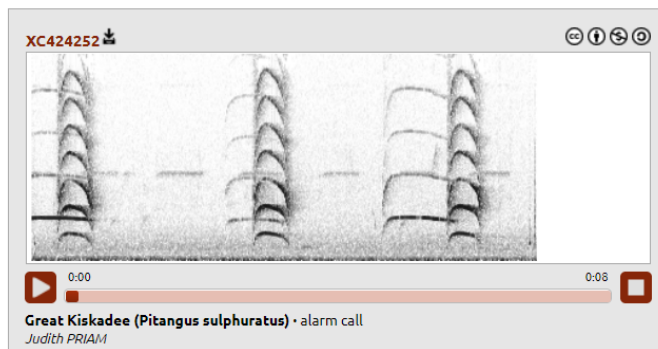 XC424252
0:00
0:08
Great Kiskadee (Pitangus sulphuratus) · alarm call
Judith PRIAM